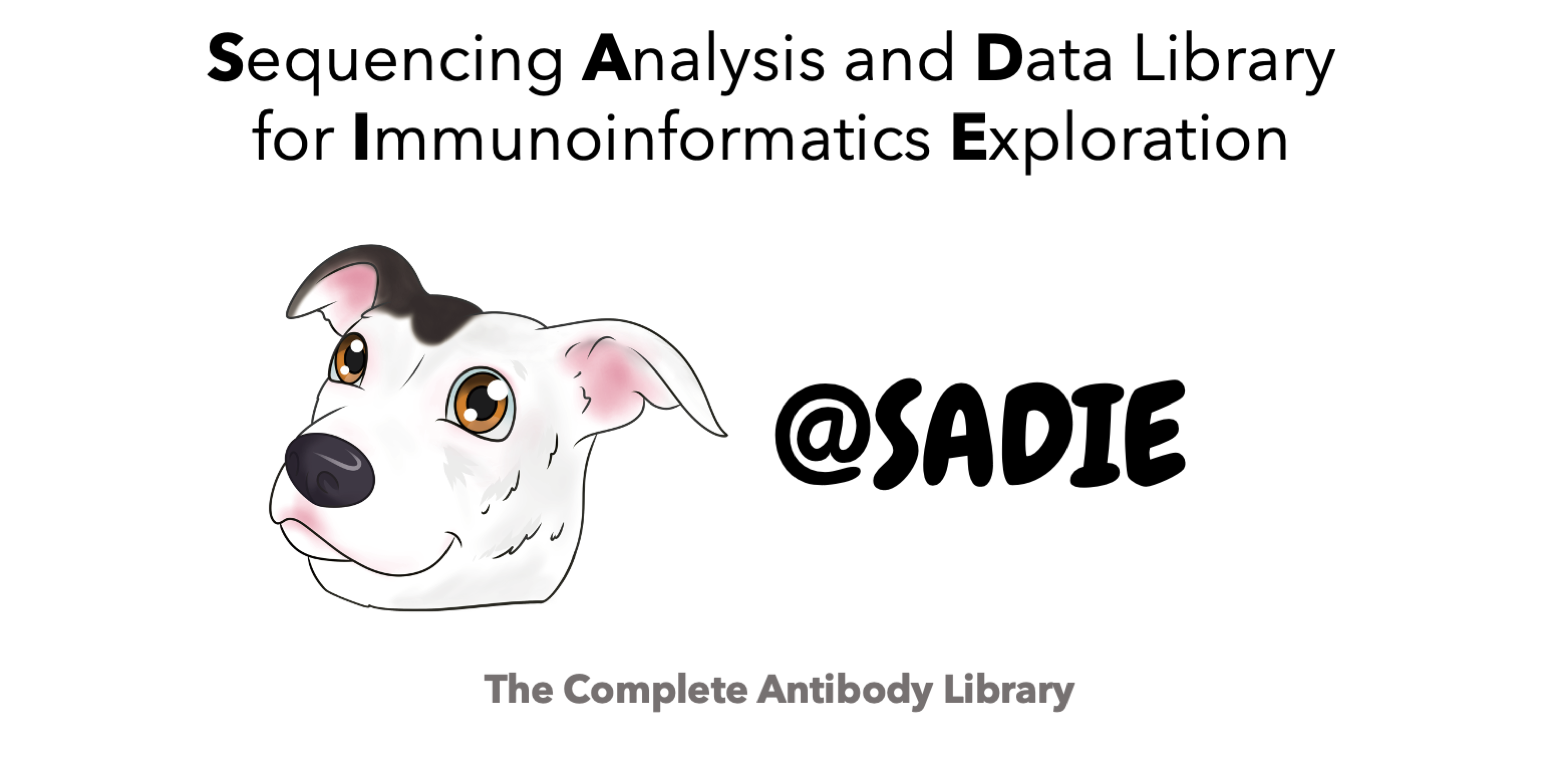 Sequencing Analysis and Data Library
for Immunoinformatics Exploration
@SADIE
The Complete Antibody Library